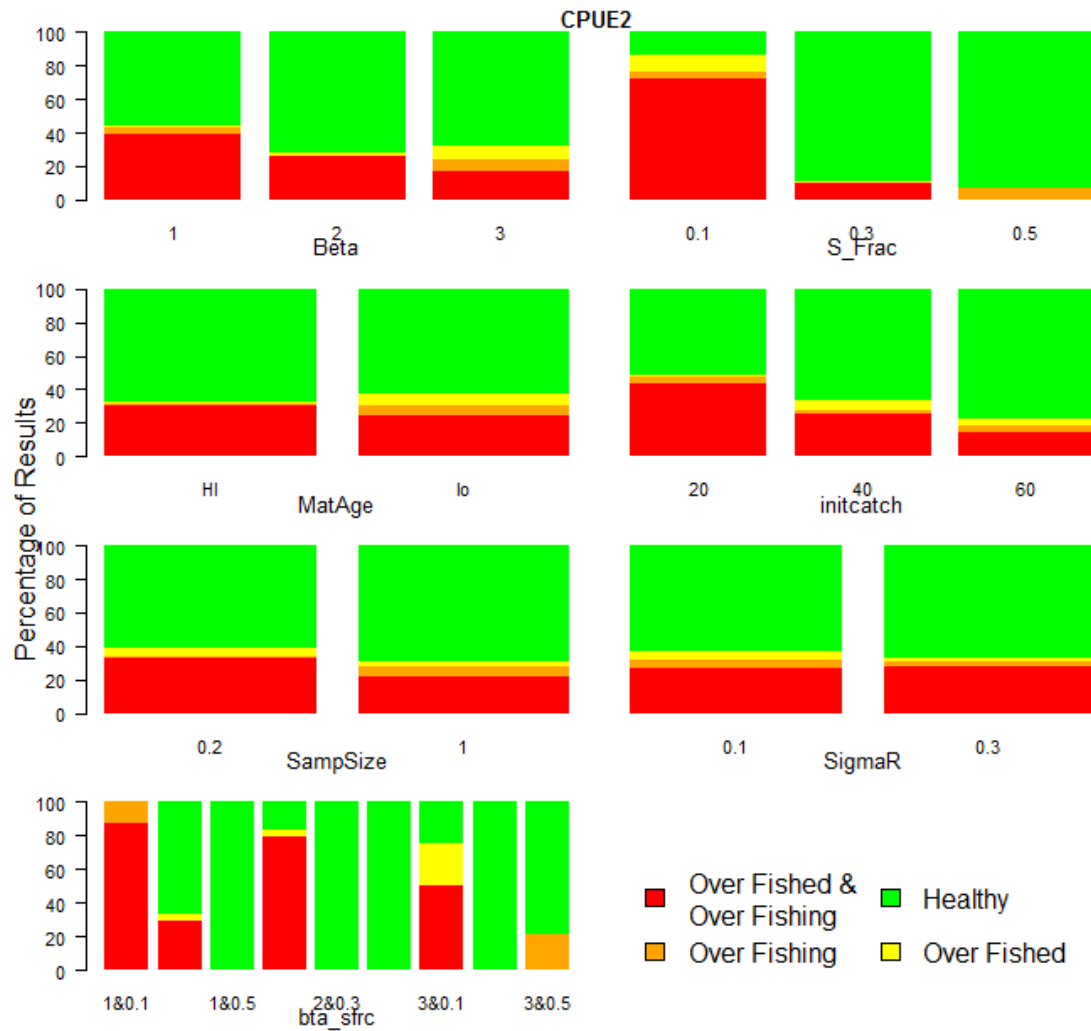 CPUE2
100
80
60
40
20
0
1 2 3
Beta
0.1 0.3 0.5
S_Frac
Percentage of Results
100
80
60
40
20
0
HI lo
MatAge
20 40 60
initcatch
100
80
60
40
20
0
0.2 1
SampSize
0.1 0.3
SigmaR
100
80
60
40
20
0
1&0.1 1&0.5 2&0.3 3&0.1 3&0.5
bta_sfrc
Over Fished &
Over Fishing
Healthy
Over Fishing
Over Fished